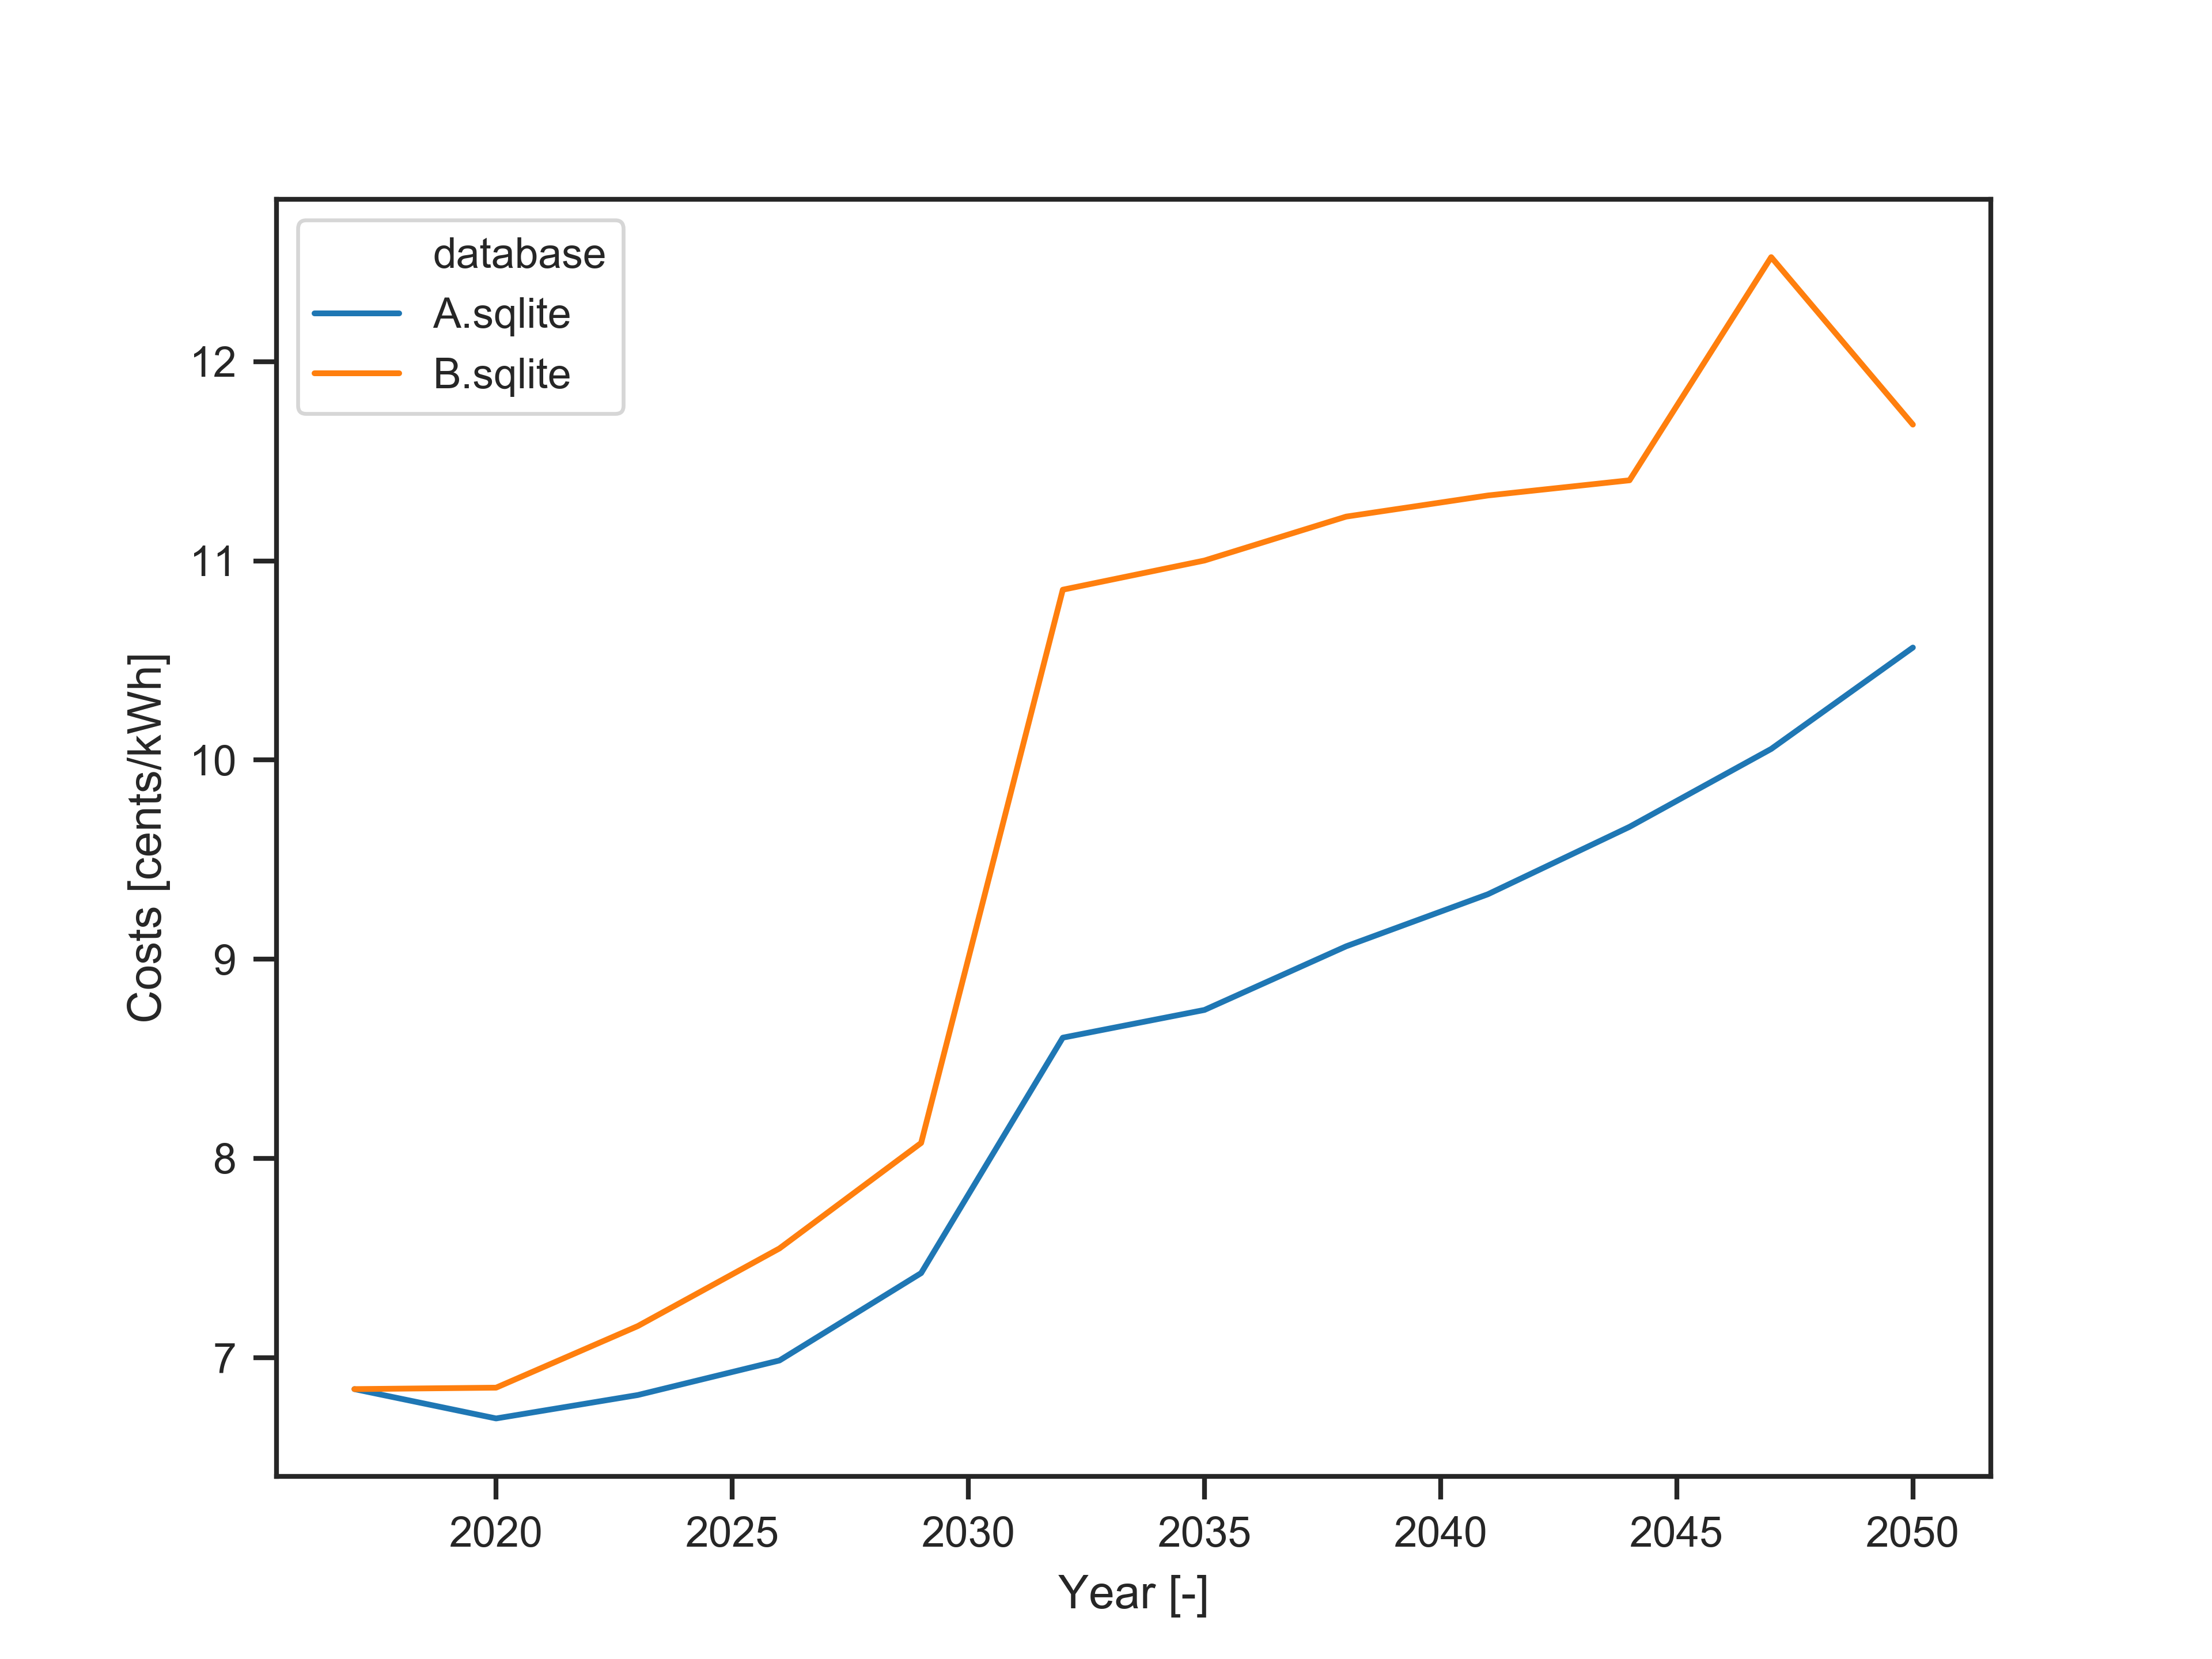 database
A.sqlite
B.sqlite
12
11
10
9
8
7
Costs [cents/kWh]
2020 2025 2030 2035 2040 2045 2050
Year [-]